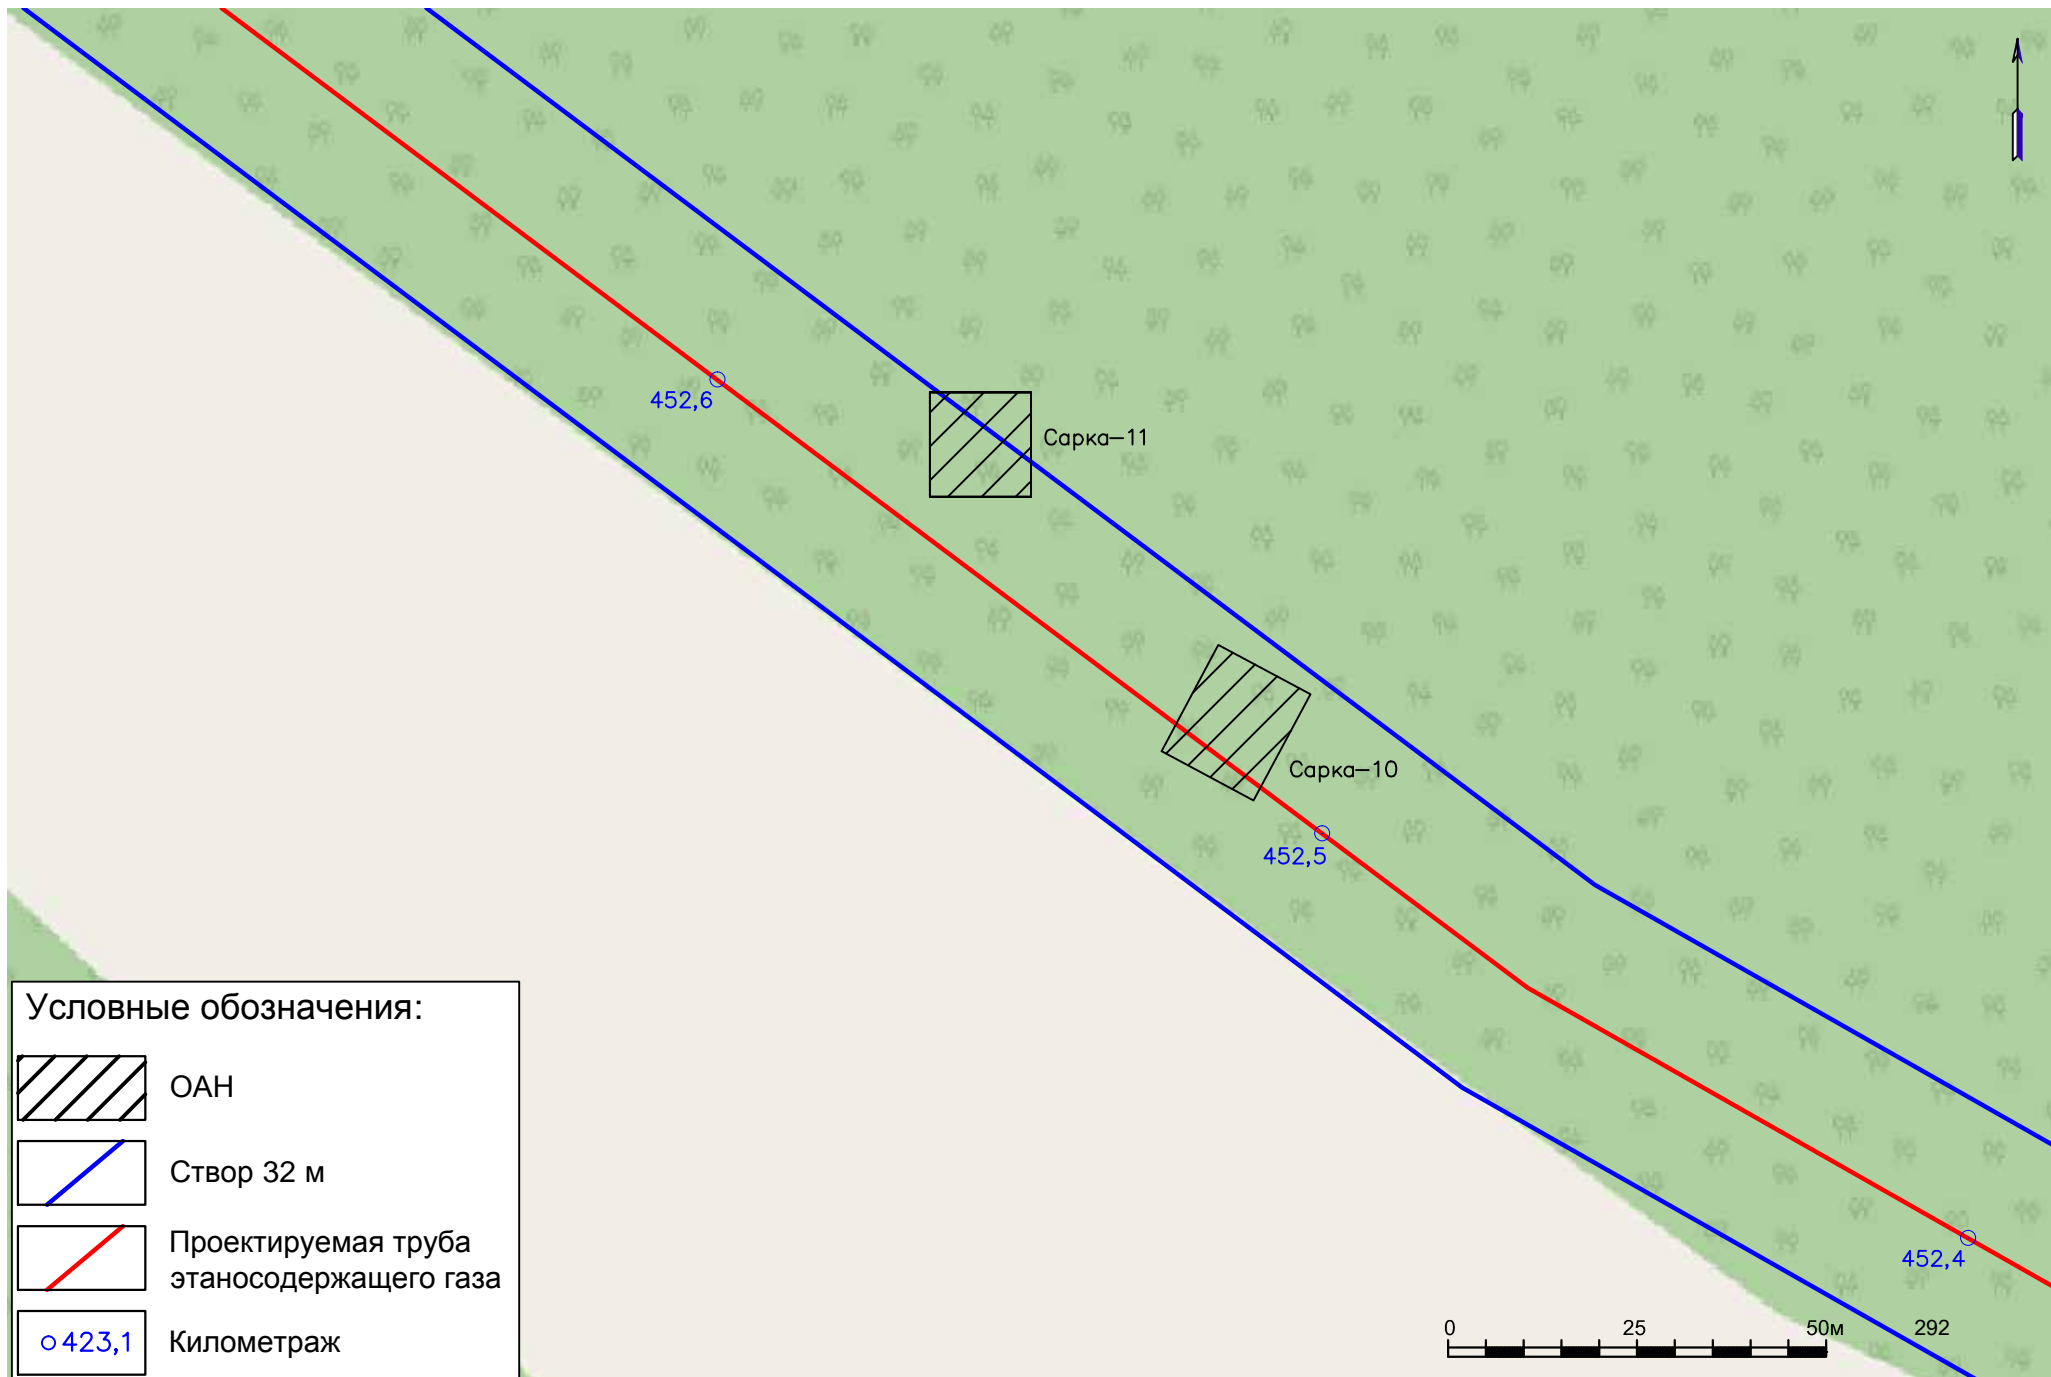 452,6
Сарка-11
Сарка-10
452,5
452,4
Условные обозначения:
ОАН
Створ 32 м
Проектируемая труба
этаносодержащего газа
423,1 Километраж
0 25 50м 292